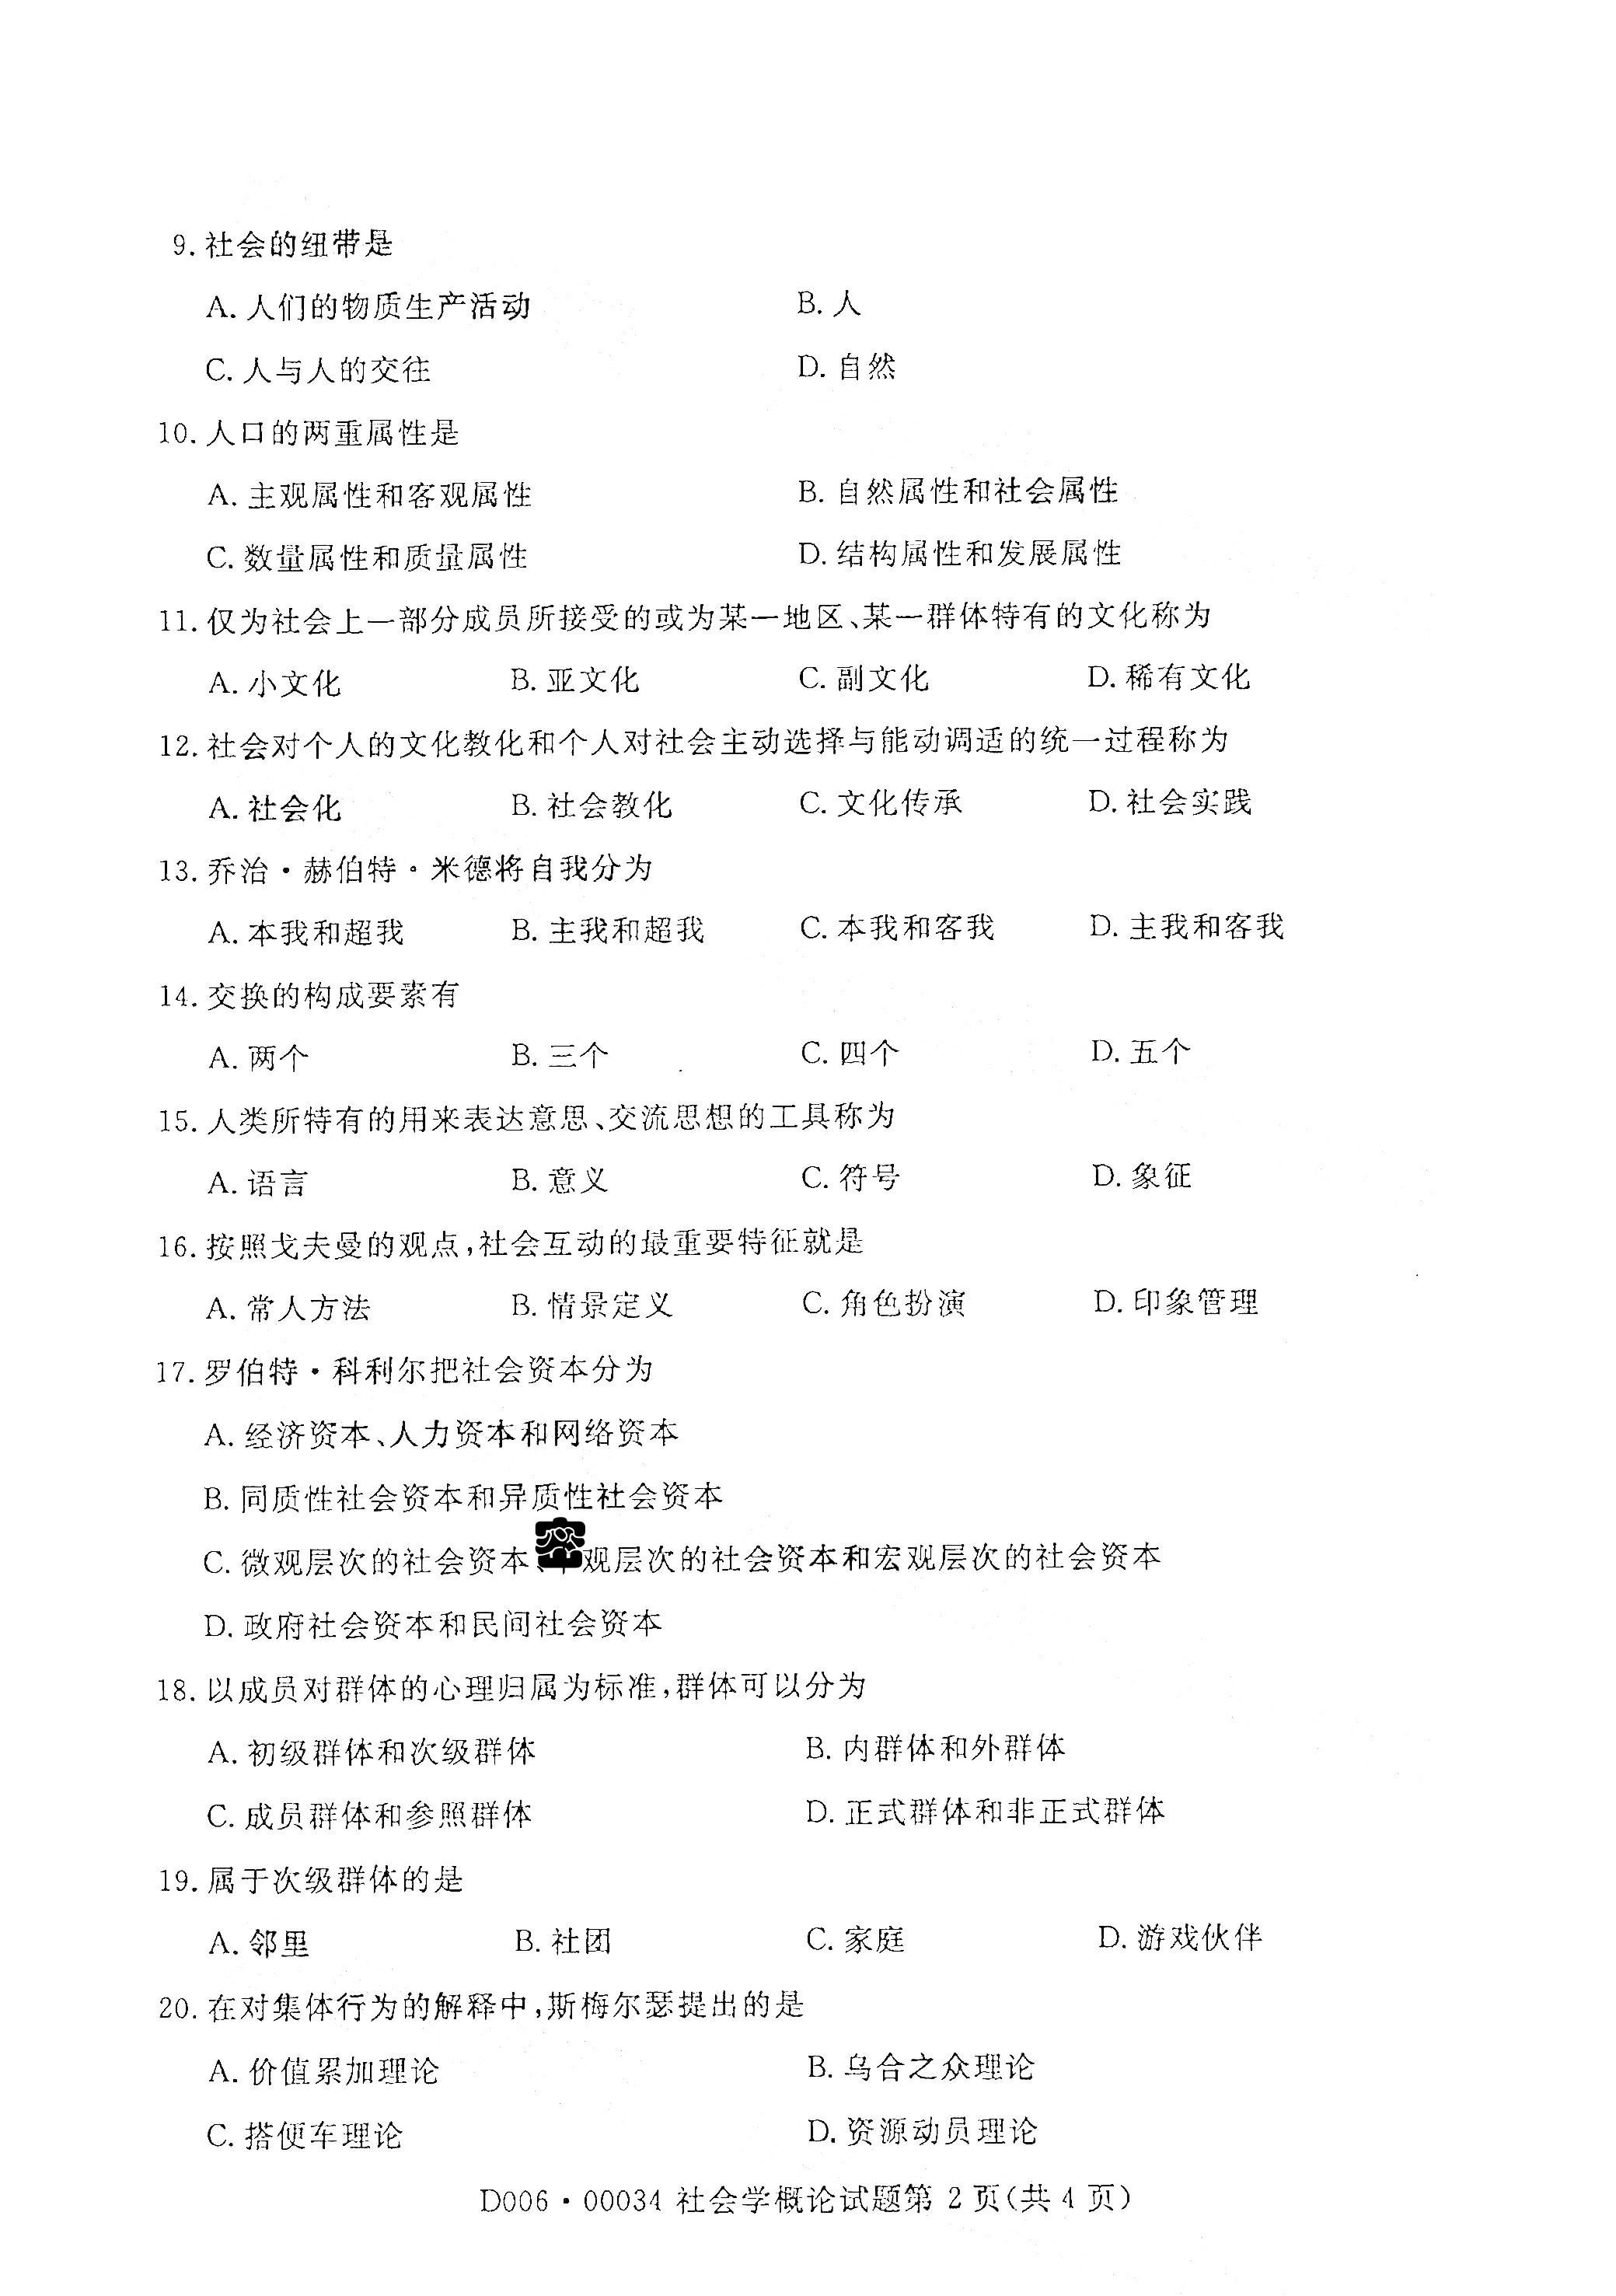 9. 社会的纽带是
A. 人们的物质生产活动 B. 人
C. 人与人的交往 D. 自然
10. 人口的两重属性是
A. 主观属性和客观属性 B. 自然属性和社会属性
C. 数量属性和质量属性 D. 结构属性和发展属性
11. 仅为社会上一部分成员所接受的或为某一地区、某一群体特有的文化称为
A. 小文化 B. 亚文化 C. 副文化 D. 稀有文化
12. 社会对个人的文化教化和个人对社会主动选择与能动调适的统一过程称为
A. 社会化 B. 社会教化 C. 文化传承 D. 社会实践
13. 乔治·赫伯特·米德将自我分为
A. 本我和超我 B. 主我和超我 C. 本我和客我 D. 主我和客我
14. 交换的构成要素有
A. 两个 B. 三个 C. 四个 D. 五个
15. 人类所特有的用来表达意思、交流思想的工具称为
A. 语言 B. 意义 C. 符号 D. 象征
16. 按照戈夫曼的观点,社会互动的最重要特征就是
A. 常人方法 B. 情景定义 C. 角色扮演 D. 印象管理
17. 罗伯特·科利尔把社会资本分为
A. 经济资本、人力资本和网络资本
B. 同质性社会资本和异质性社会资本
C. 微观层次的社会资本、观层次的社会资本和宏观层次的社会资本
D. 政府社会资本和民间社会资本
18. 以成员对群体的心理归属为标准,群体可以分为
A. 初级群体和次级群体 B. 内群体和外群体
C. 成员群体和参照群体 D. 正式群体和非正式群体
19. 属于次级群体的是
A. 邻里 B. 社团 C. 家庭 D. 游戏伙伴
20. 在对集体行为的解释中,斯梅尔瑟提出的是
A. 价值累加理论 B. 乌合之众理论
C. 搭便车理论 D. 资源动员理论
D006·00034 社会学概论试题第 2 页(共 4 页)